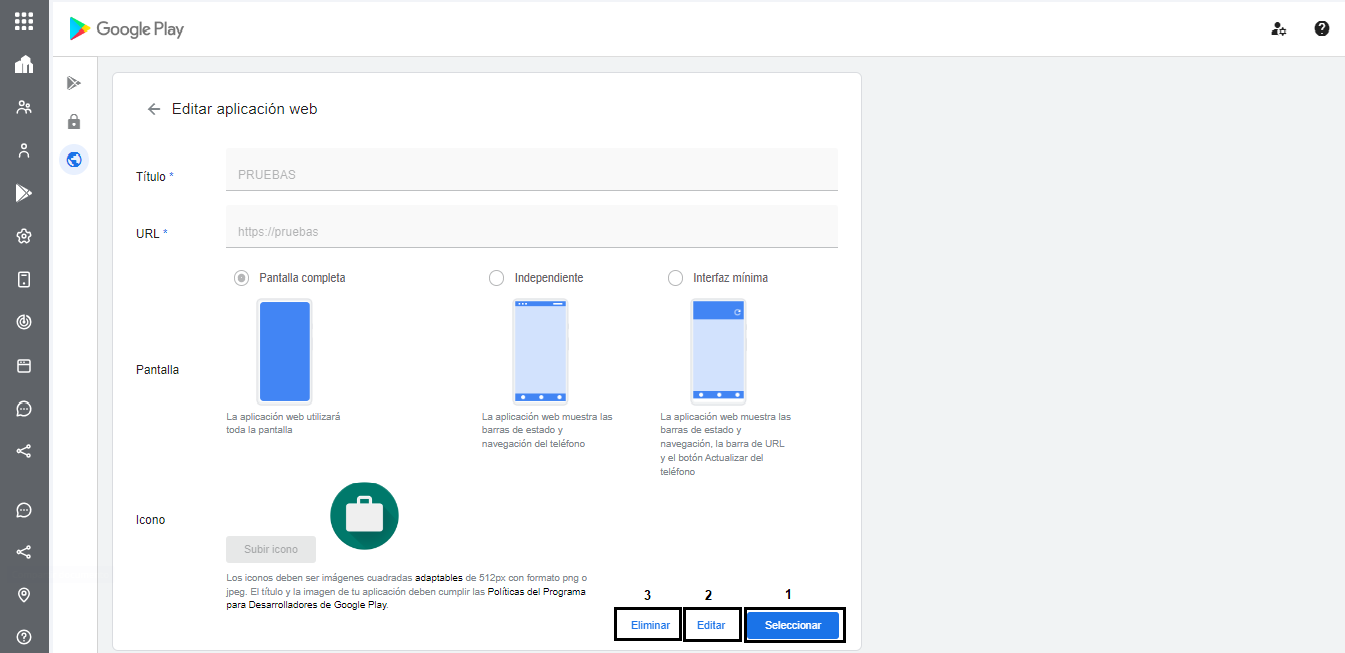 Google Play
Editar aplicación web
Título *
PRUEBAS
URL *
https://pruebas
Pantalla completa
Independiente
Interfaz mínima
Pantalla
La aplicación web utilizará
toda la pantalla
La aplicación web muestra las
barras de estado y
navegación del teléfono
La aplicación web muestra las
barras de estado y
navegación, la barra de URL
y el botón Actualizar del
teléfono
Icono
Subir icono
Los iconos deben ser imágenes cuadradas adaptables de 512px con formato png o
jpeg. El título y la imagen de tu aplicación deben cumplir las Políticas del Programa
para Desarrolladores de Google Play.
3 2 1
Eliminar Editar Seleccionar